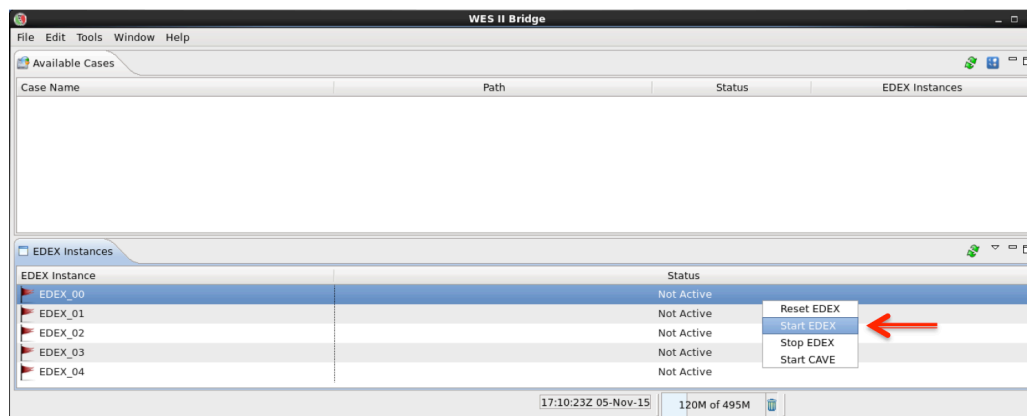 WES II Bridge
File Edit Tools Window Help
Available Cases
Case Name Path Status EDEX Instances
EDEX Instances
EDEX Instance Status
EDEX_00 Not Active
EDEX_01 Not Active
EDEX_02 Not Active
EDEX_03 Not Active
EDEX_04 Not Active
Reset EDEX
Start EDEX
Stop EDEX
Start CAVE
17:10:23Z 05-Nov-15 120M of 495M